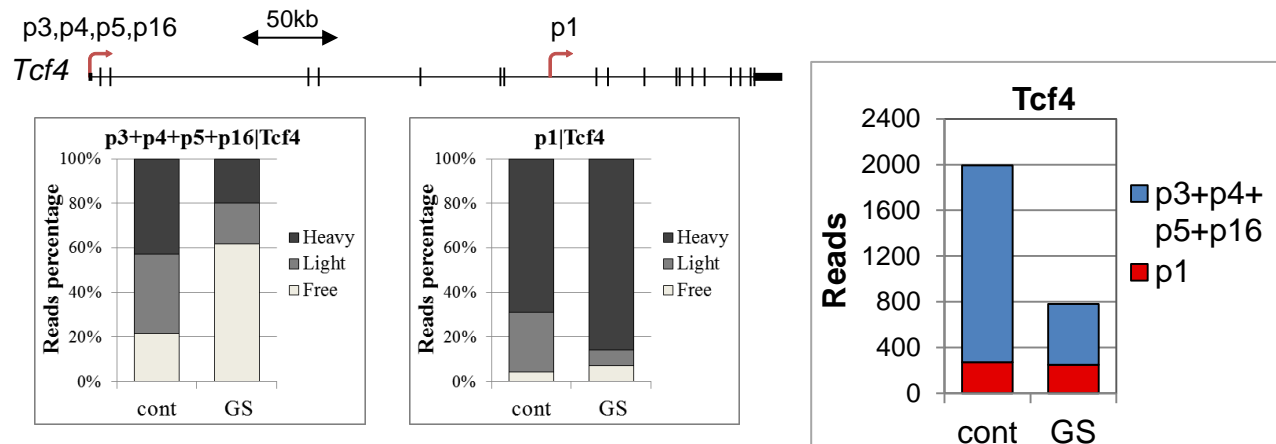 p3,p4,p5,p16
50kb
p1
Tcf4
p3+p4+p5+p16|Tcf4
Reads percentage
100%
80%
60%
40%
20%
0%
Heavy
Light
Free
cont GS
p1|Tcf4
Reads percentage
100%
80%
60%
40%
20%
0%
Heavy
Light
Free
cont GS
Tcf4
Reads
2400
2000
1600
1200
800
400
0
p3+p4+
p5+p16
p1
cont GS